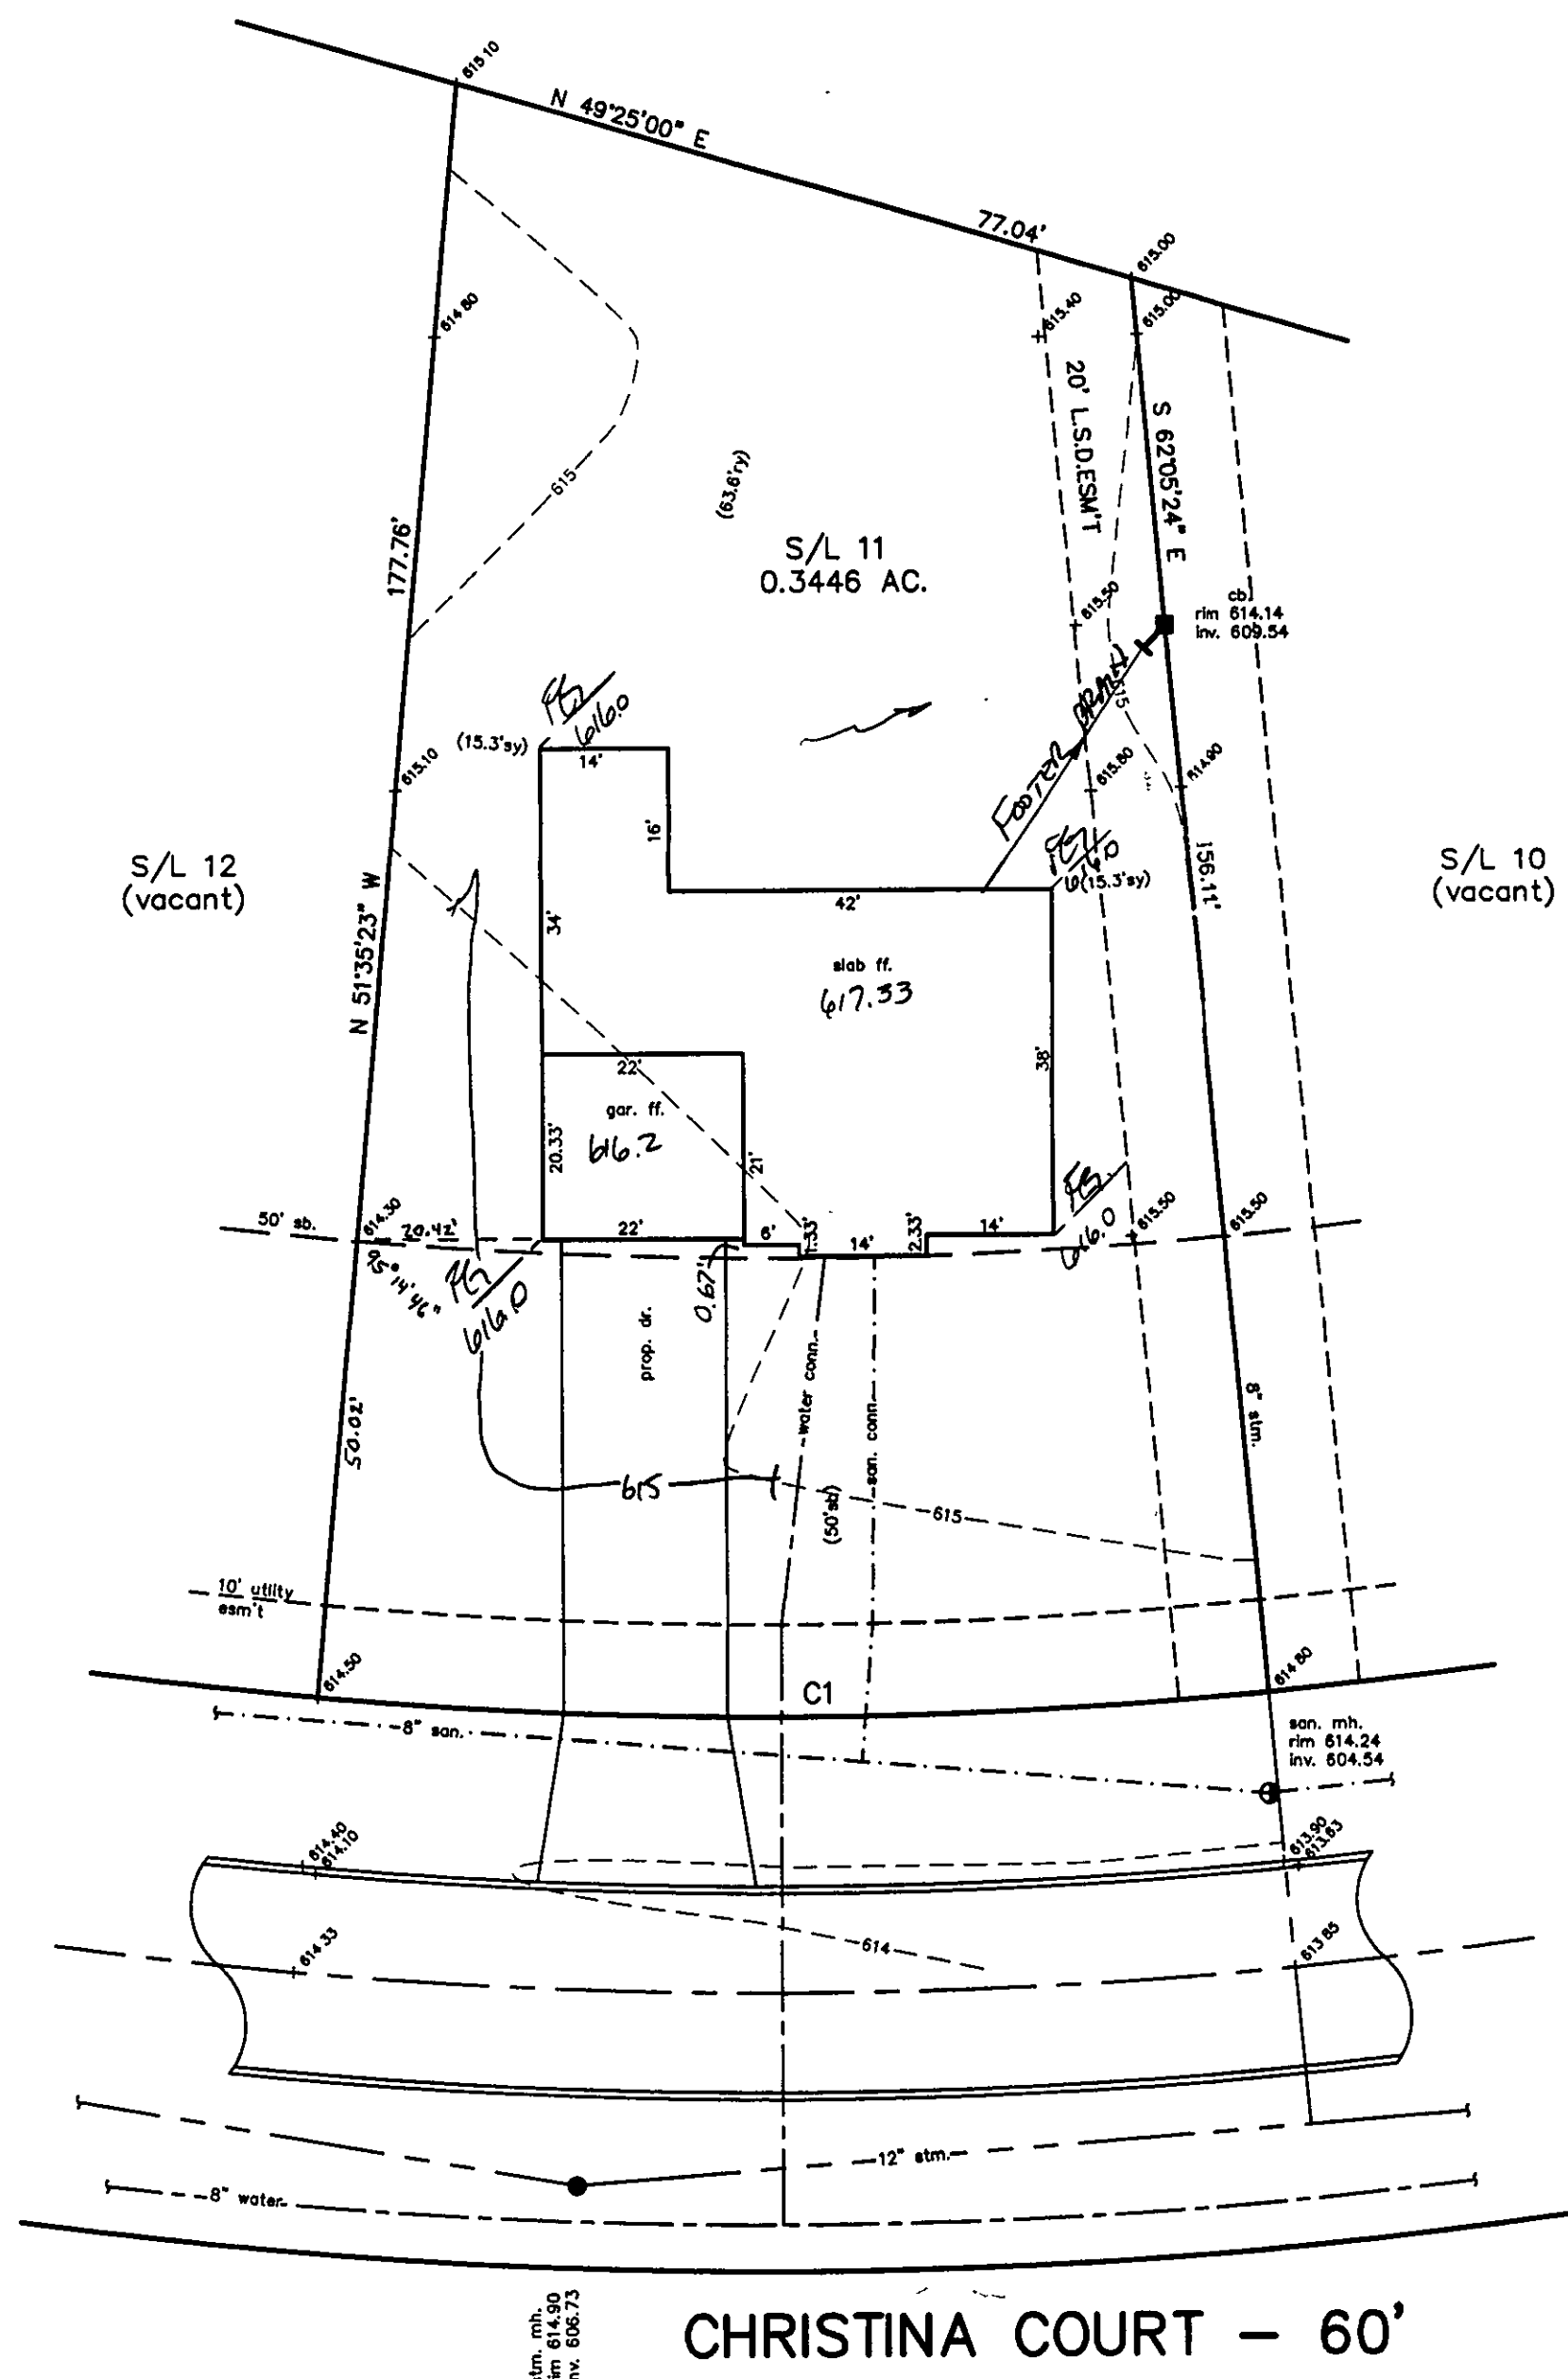 615.10
N 49°25'00" E
77.04'
615.00
614.80
615.40
615.00
20' L.S.D.ESM'T
S 62°05'24" E
615
(63.6'ry)
177.76'
S/L 11
0.3446 AC.
615.50
cb.
rim 614.14
inv. 609.54
FG
616.0
(15.3'sy)
14'
615
615.10
16'
FOOTER DRAIN
615.60
614.90
S/L 12
(vacant)
FG
616.0
(15.3'sy)
156.11'
S/L 10
(vacant)
42'
34'
N 51°35'23" W
slab ff.
617.33
38'
22'
gar. ff.
616.2
20.33'
21'
FG
616.0
50' sb.
614.30
20.42'
22'
6'
1.33'
14'
2.33'
14'
615.50
615.50
95°14'46"
FG
616.0
0.67'
prop. dr.
water conn.
san. conn.
8" stm.
50.02'
615
(50'sb)
615
10' utility
esm't
614.50
C1
614.80
8" san.
san. mh.
rim 614.24
inv. 604.54
614.40
614.10
613.90
613.63
614.33
614
613.85
12" stm.
8" water
stm. mh.
rim 614.90
inv. 606.73
CHRISTINA COURT – 60'